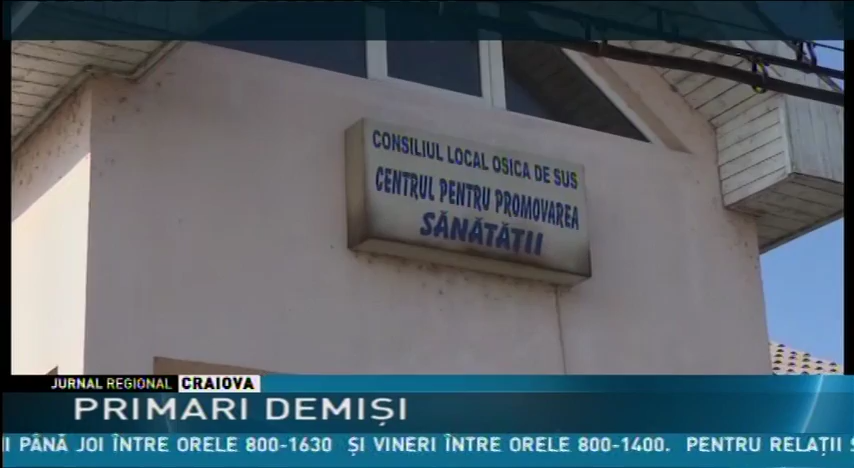 CONSILIUL LOCAL OSICA DE SUS
CENTRUL PENTRU PROMOVAREA
SĂNĂTĂȚII
JURNAL REGIONAL CRAIOVA
PRIMARI DEMIȘI
I PÂNĂ JOI ÎNTRE ORELE 800-1630 ȘI VINERI ÎNTRE ORELE 800-1400. PENTRU RELAȚII